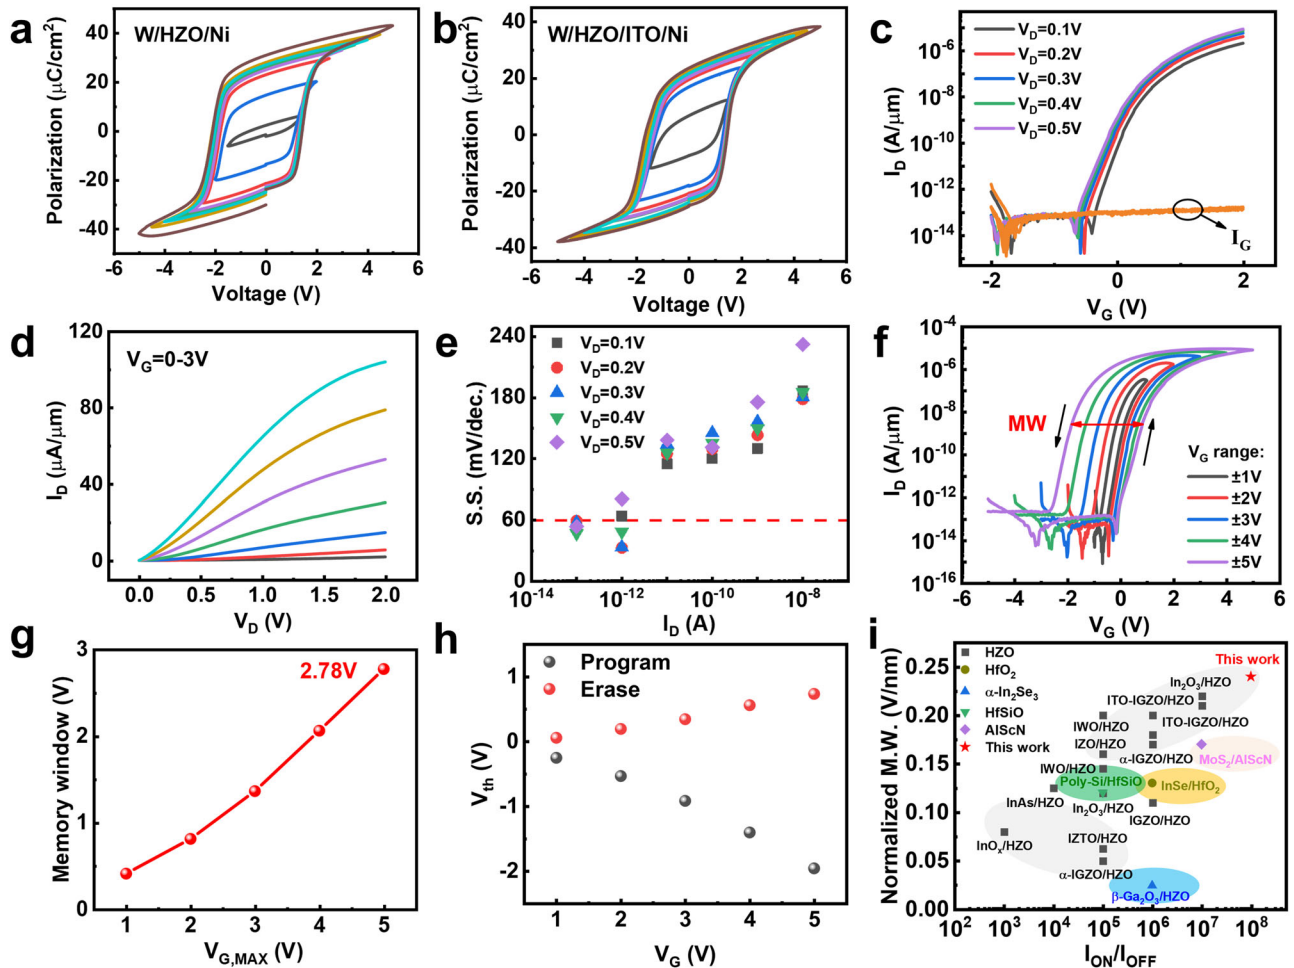 a
W/HZO/Ni
Polarization (μC/cm²)
40
20
0
-20
-40
-6
-4
-2
0
2
4
6
Voltage (V)
b
W/HZO/ITO/Ni
Polarization (μC/cm²)
40
20
0
-20
-40
-6
-4
-2
0
2
4
6
Voltage (V)
c
V_D=0.1V
V_D=0.2V
V_D=0.3V
V_D=0.4V
V_D=0.5V
I_D (A/μm)
10⁻⁶
10⁻⁸
10⁻¹⁰
10⁻¹²
10⁻¹⁴
I_G
-2
0
2
V_G (V)
d
V_G=0-3V
I_D (μA/μm)
120
80
40
0
0.0
0.5
1.0
1.5
2.0
V_D (V)
e
V_D=0.1V
V_D=0.2V
V_D=0.3V
V_D=0.4V
V_D=0.5V
S.S. (mV/dec.)
240
180
120
60
0
10⁻¹⁴
10⁻¹²
10⁻¹⁰
10⁻⁸
I_D (A)
f
I_D (A/μm)
10⁻⁴
10⁻⁶
10⁻⁸
10⁻¹⁰
10⁻¹²
10⁻¹⁴
10⁻¹⁶
MW
V_G range:
±1V
±2V
±3V
±4V
±5V
-6
-4
-2
0
2
4
6
V_G (V)
g
2.78V
Memory window (V)
3
2
1
0
1
2
3
4
5
V_G,MAX (V)
h
Program
Erase
V_th (V)
1
0
-1
-2
1
2
3
4
5
V_G (V)
i
HZO
HfO₂
α-In₂Se₃
HfSiO
AlScN
This work
Normalized M.W. (V/nm)
0.25
0.20
0.15
0.10
0.05
0.00
This work
In₂O₃/HZO
ITO-IGZO/HZO
IWO/HZO
ITO-IGZO/HZO
IZO/HZO
α-IGZO/HZO
MoS₂/AlScN
IWO/HZO
Poly-Si/HfSiO
InSe/HfO₂
InAs/HZO
In₂O₃/HZO
IGZO/HZO
InOₓ/HZO
IZTO/HZO
α-IGZO/HZO
β-Ga₂O₃/HZO
10²
10³
10⁴
10⁵
10⁶
10⁷
10⁸
I_ON/I_OFF